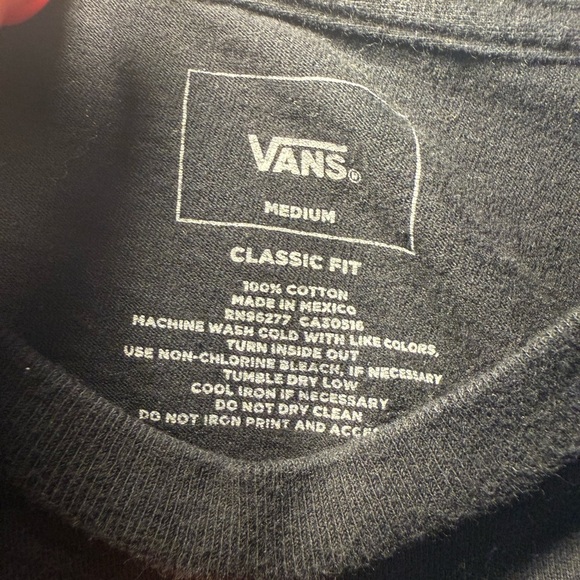 VANS®
MEDIUM
CLASSIC FIT
100% COTTON
MADE IN MEXICO
RN96277 CA30516
MACHINE WASH COLD WITH LIKE COLORS,
TURN INSIDE OUT
USE NON-CHLORINE BLEACH, IF NECESSARY
TUMBLE DRY LOW
COOL IRON IF NECESSARY
DO NOT DRY CLEAN
DO NOT IRON PRINT AND